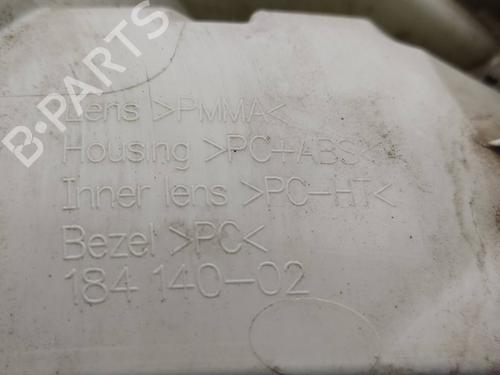 B-PARTS
Lens >PMMA<
Housing >PC+ABS<
Inner lens >PC-HT<
Bezel >PC<
184 140-02